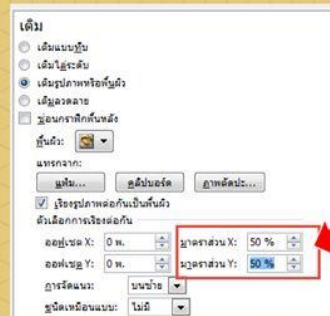 เติม
เติมแบบทึบ
เติมไล่ระดับ
เติมรูปภาพหรือพื้นผิว
เติมลวดลาย
ซ่อนกราฟิกพื้นหลัง
พื้นผิว:
แทรกจาก:
แฟ้ม... คลิปบอร์ด ภาพตัดปะ...
เรียงรูปภาพต่อกันเป็นพื้นผิว
ตัวเลือกการเรียงต่อกัน
ออฟเซต X: 0 พ. มาตราส่วน X: 50 %
ออฟเซต Y: 0 พ. มาตราส่วน Y: 50 %
การจัดแนว: บนซ้าย
ชนิดเหมือนแบบ: ไม่มี